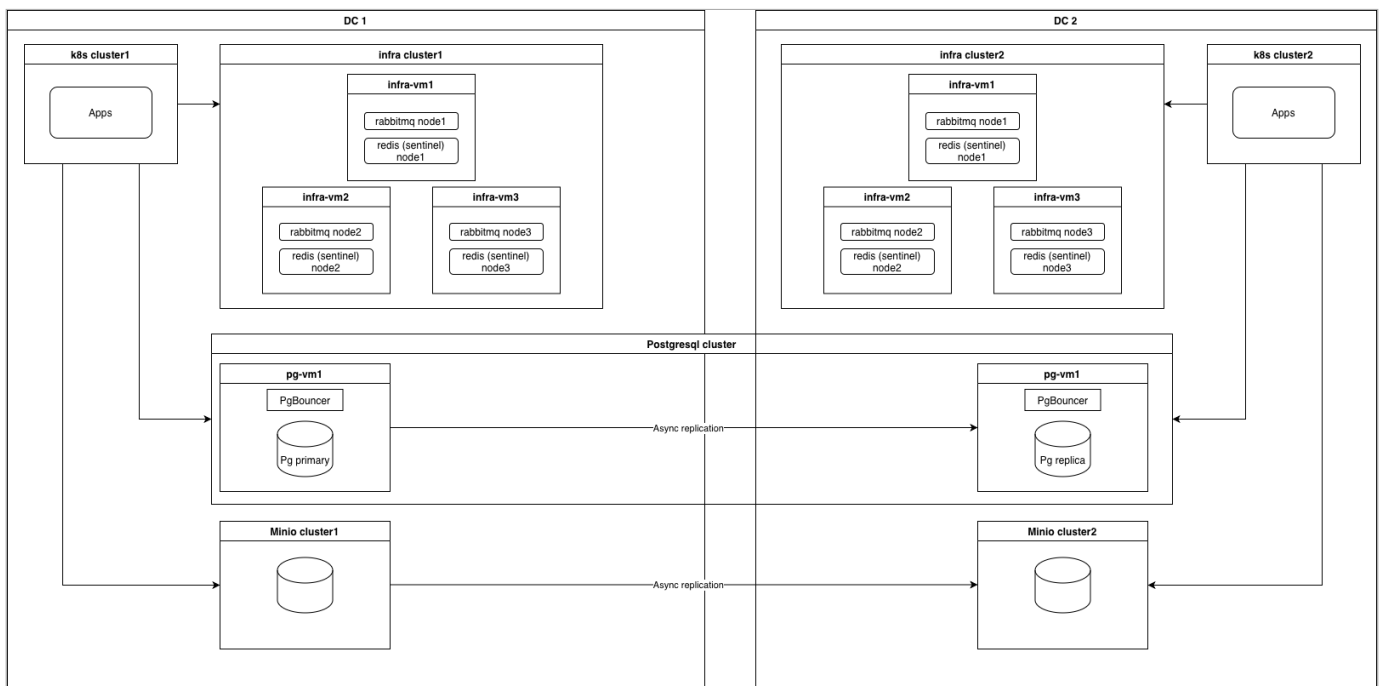 DC 1
DC 2
k8s cluster1
infra cluster1
infra cluster2
k8s cluster2
infra-vm1
infra-vm1
Apps
rabbitmq node1
redis (sentinel)
node1
rabbitmq node1
redis (sentinel)
node1
Apps
infra-vm2
infra-vm3
infra-vm2
infra-vm3
rabbitmq node2
redis (sentinel)
node2
rabbitmq node3
redis (sentinel)
node3
rabbitmq node2
redis (sentinel)
node2
rabbitmq node3
redis (sentinel)
node3
Postgresql cluster
pg-vm1
pg-vm1
PgBouncer
PgBouncer
Async replication
Pg primary
Pg replica
Minio cluster1
Minio cluster2
Async replication